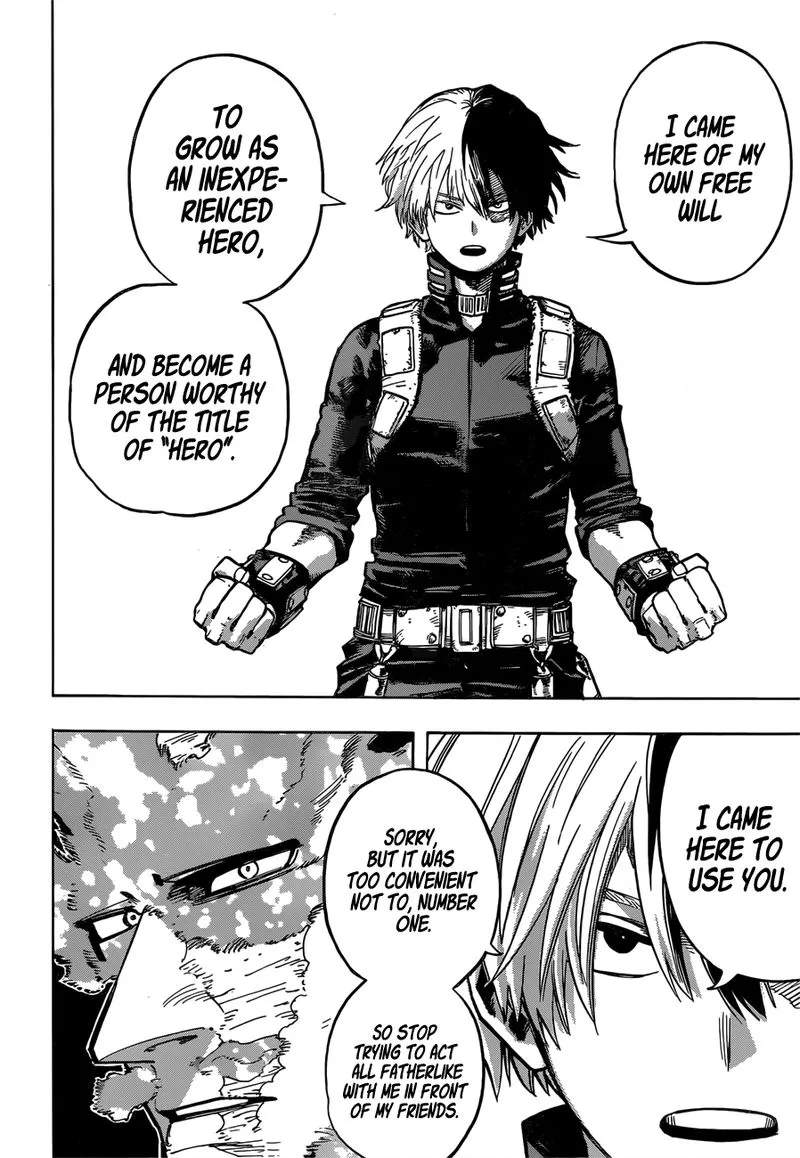 I CAME
HERE OF MY
OWN FREE
WILL
TO
GROW AS
AN INEXPE-
RIENCED
HERO,
AND BECOME A
PERSON WORTHY
OF THE TITLE
OF "HERO".
I CAME
HERE TO
USE YOU.
SORRY,
BUT IT WAS
TOO CONVENIENT
NOT TO, NUMBER
ONE.
SO STOP
TRYING TO ACT
ALL FATHERLIKE
WITH ME IN FRONT
OF MY FRIENDS.